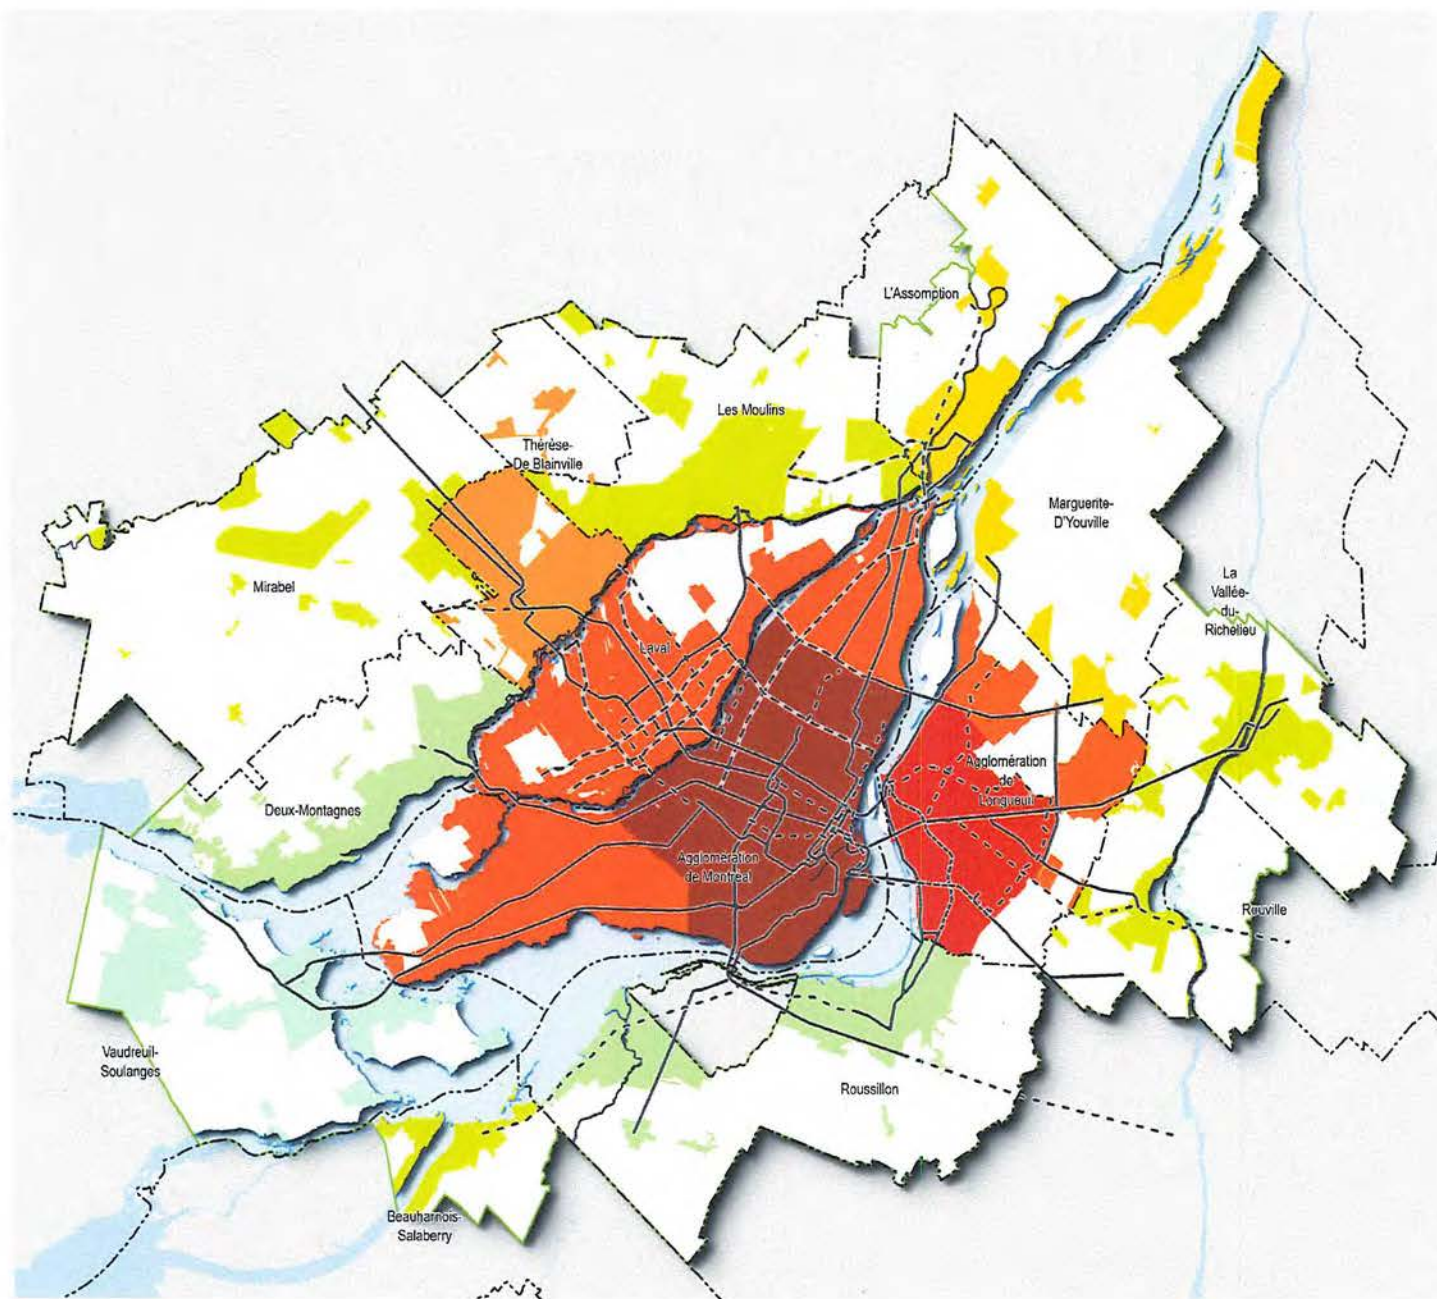 L'Assomption
Les Moulins
Thérèse-
De Blainville
Marguerite-
D'Youville
Mirabel
La
Vallée-
du-
Richelieu
Laval
Agglomération
de
Longueuil
Deux-Montagnes
Agglomération
de Montréal
Rouville
Vaudreuil-
Soulanges
Roussillon
Beauharnois-
Salaberry